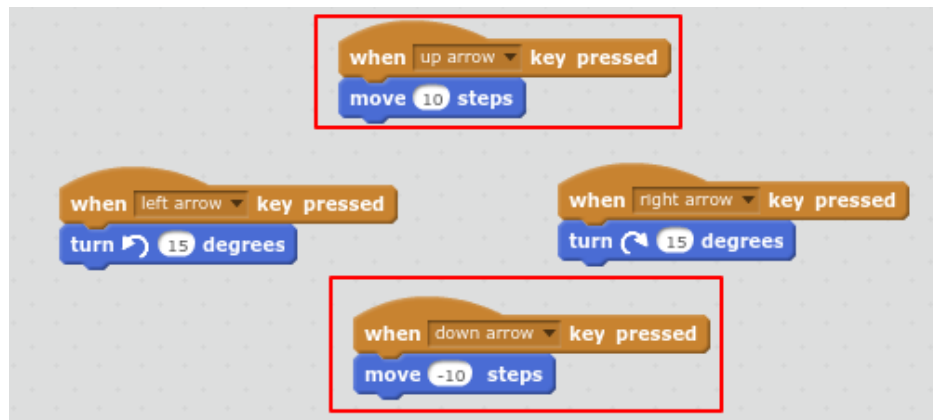 when up arrow key pressed
move 10 steps
when left arrow key pressed
turn 15 degrees
when right arrow key pressed
turn 15 degrees
when down arrow key pressed
move -10 steps